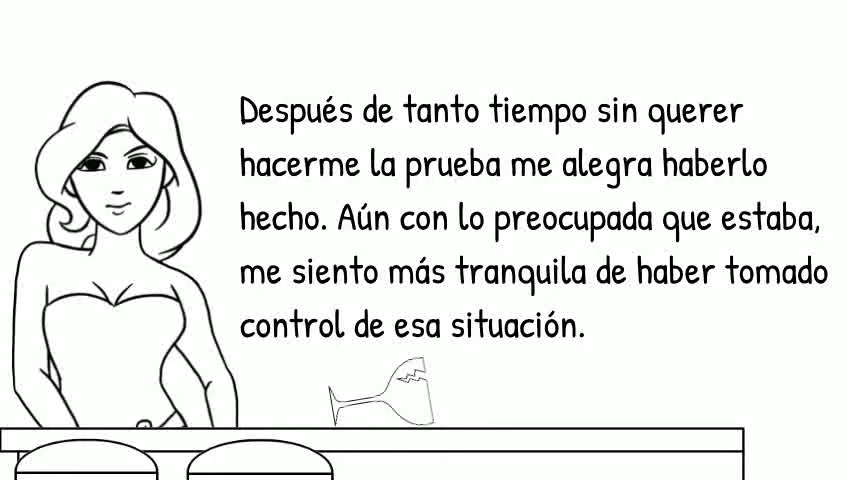 Después de tanto tiempo sin querer
hacerme la prueba me alegra haberlo
hecho. Aún con lo preocupada que estaba,
me siento más tranquila de haber tomado
control de esa situación.